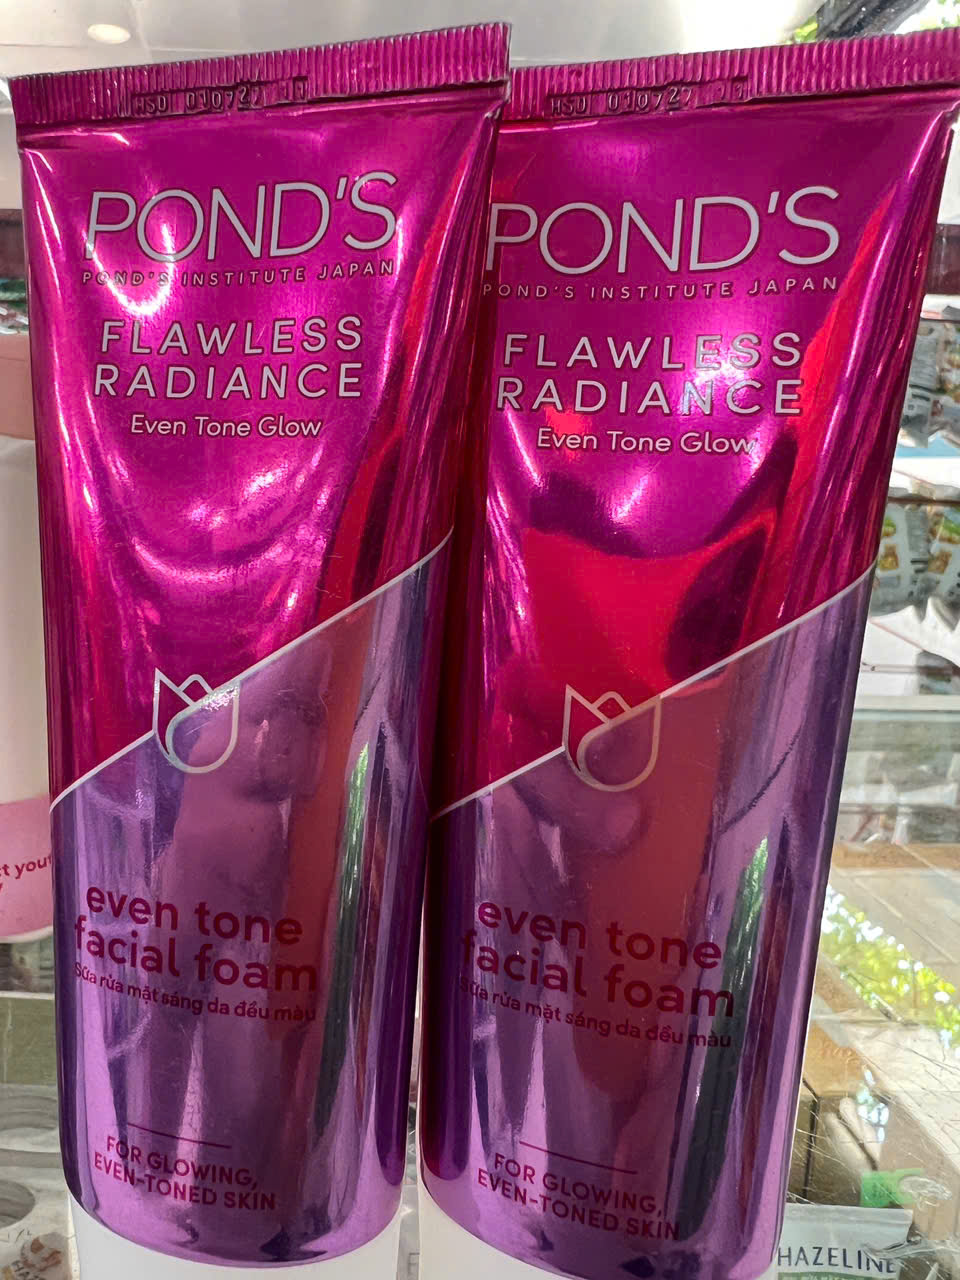 HSD 010727 11
POND'S
POND'S INSTITUTE JAPAN
FLAWLESS
RADIANCE
Even Tone Glow
even tone
facial foam
Sữa rửa mặt sáng da đều màu
FOR GLOWING,
EVEN-TONED SKIN
HSD 010727 11
POND'S
POND'S INSTITUTE JAPAN
FLAWLESS
RADIANCE
Even Tone Glow
even tone
facial foam
Sữa rửa mặt sáng da đều màu
FOR GLOWING,
EVEN-TONED SKIN
HAZELINE